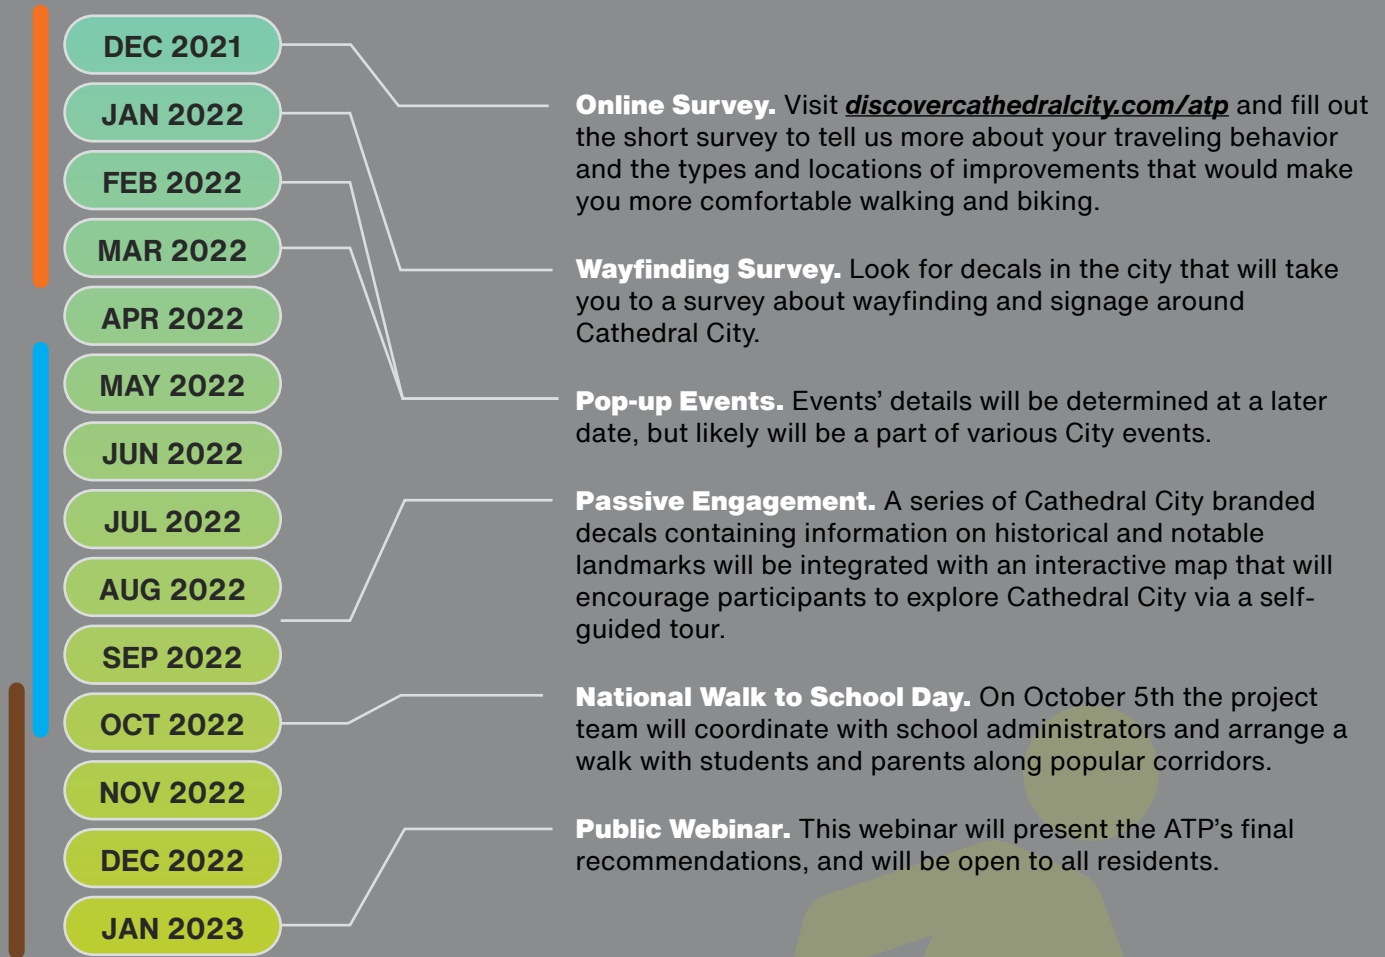 DEC 2021
JAN 2022
FEB 2022
MAR 2022
APR 2022
MAY 2022
JUN 2022
JUL 2022
AUG 2022
SEP 2022
OCT 2022
NOV 2022
DEC 2022
JAN 2023
Online Survey. Visit discovercathedralcity.com/atp and fill out
the short survey to tell us more about your traveling behavior
and the types and locations of improvements that would make
you more comfortable walking and biking.
Wayfinding Survey. Look for decals in the city that will take
you to a survey about wayfinding and signage around
Cathedral City.
Pop-up Events. Events’ details will be determined at a later
date, but likely will be a part of various City events.
Passive Engagement. A series of Cathedral City branded
decals containing information on historical and notable
landmarks will be integrated with an interactive map that will
encourage participants to explore Cathedral City via a self-
guided tour.
National Walk to School Day. On October 5th the project
team will coordinate with school administrators and arrange a
walk with students and parents along popular corridors.
Public Webinar. This webinar will present the ATP’s final
recommendations, and will be open to all residents.